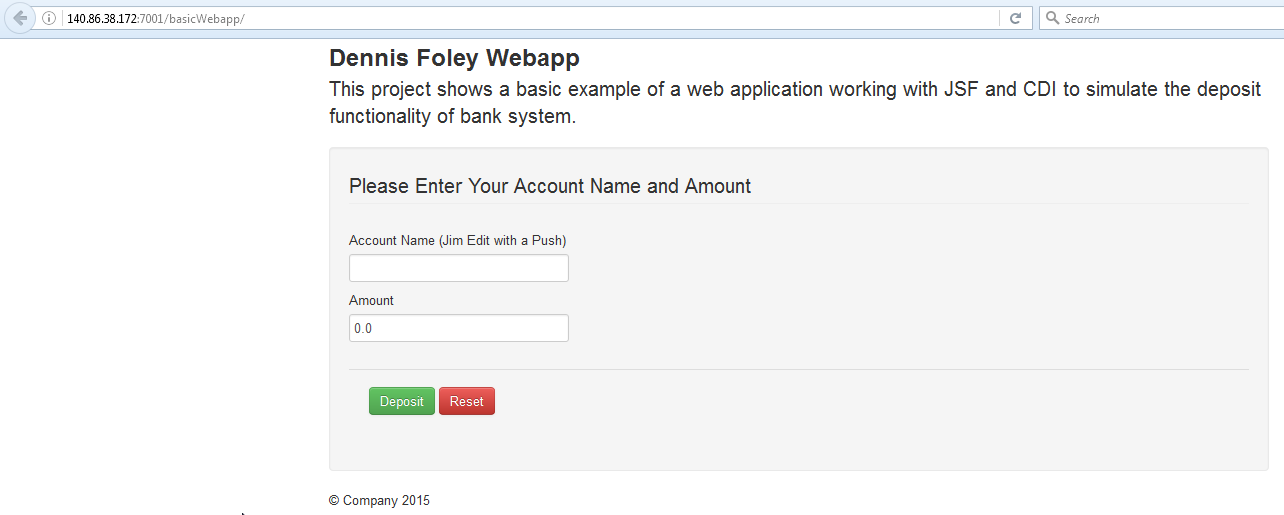 140.86.38.172:7001/basicWebapp/
Search
Dennis Foley Webapp
This project shows a basic example of a web application working with JSF and CDI to simulate the deposit
functionality of bank system.
Please Enter Your Account Name and Amount
Account Name (Jim Edit with a Push)
Amount
0.0
Deposit Reset
© Company 2015